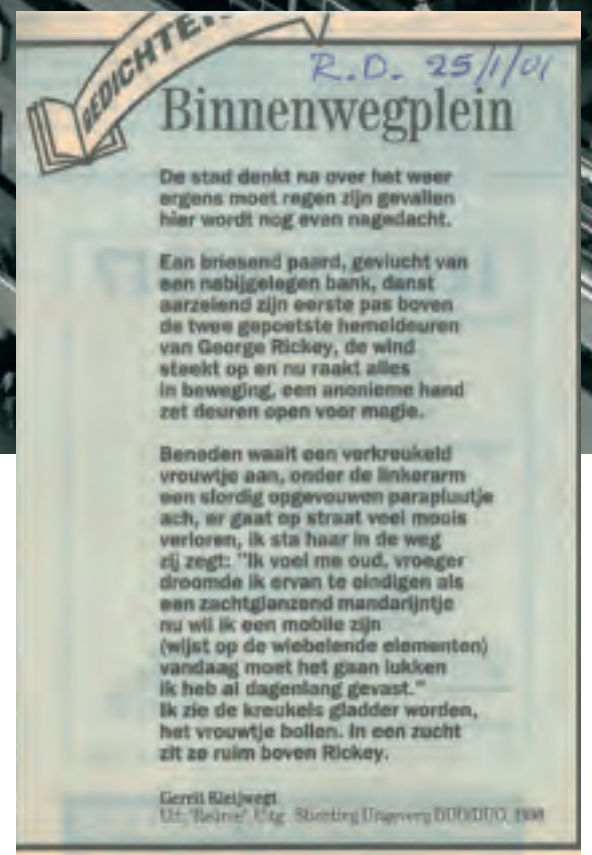 GEDICHTEN
R.D. 25/1/01
Binnenwegplein
De stad denkt na over het weer
ergens moet regen zijn gevallen
hier wordt nog even nagedacht.
Een briesend paard, gevlucht van
een nabijgelegen bank, danst
aarzelend zijn eerste pas boven
de twee gepoetste hemeldeuren
van George Rickey, de wind
steekt op en nu raakt alles
in beweging, een anonieme hand
zet deuren open voor magie.
Beneden waait een verkreukeld
vrouwtje aan, onder de linkerarm
een slordig opgevouwen parapluutje
ach, er gaat op straat veel moois
verloren, ik sta haar in de weg
zij zegt: "Ik voel me oud, vroeger
droomde ik ervan te eindigen als
een zachtglanzend mandarijntje
nu wil ik een mobile zijn
(wijst op de wiebelende elementen)
vandaag moet het gaan lukken
ik heb al dagenlang gevast."
Ik zie de kreukels gladder worden,
het vrouwtje bollen. In een zucht
zit ze ruim boven Rickey.
Gerrit Kleijwegt
Uit: Uitg. Stichting DUO/DUO,